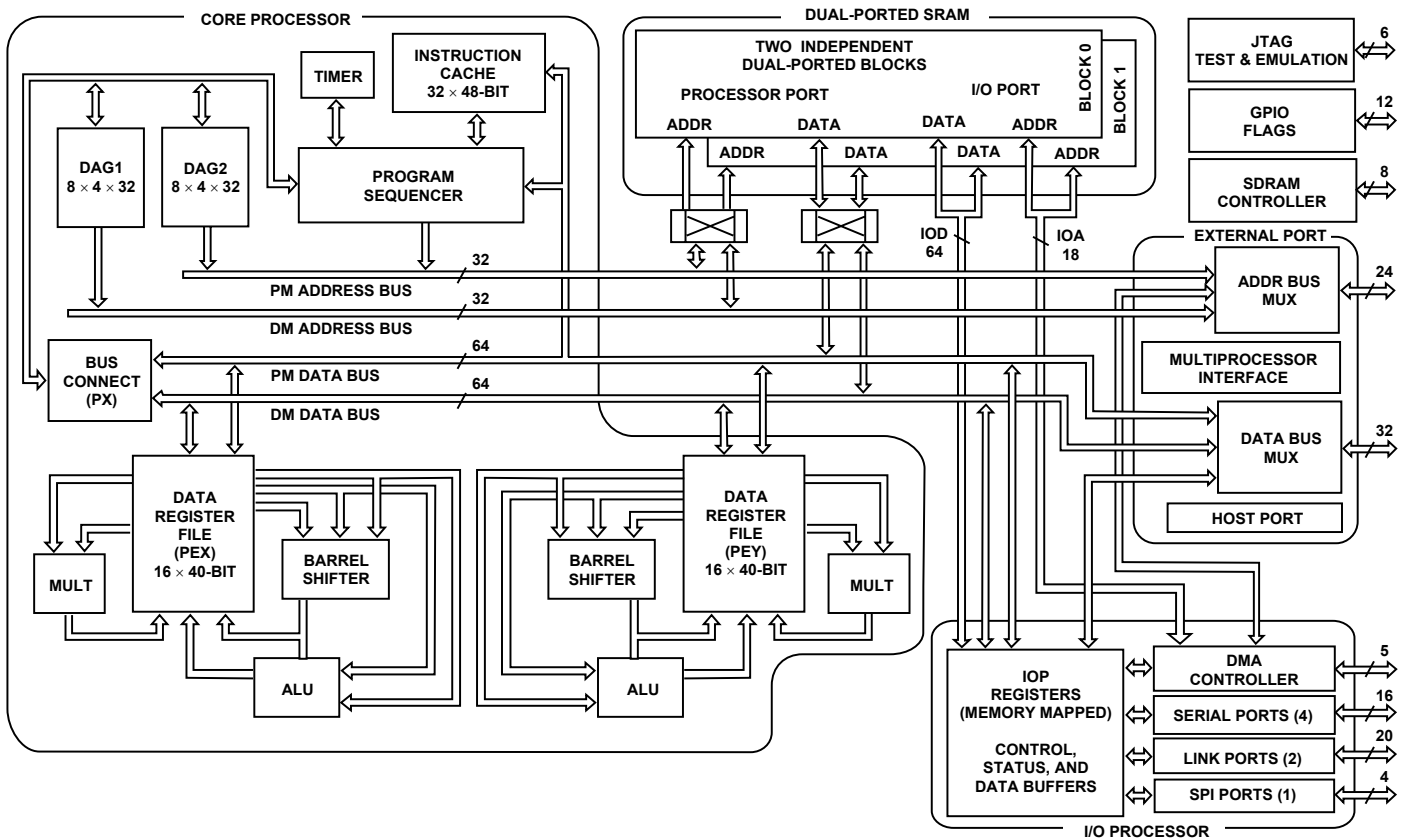 CORE PROCESSOR
TIMER
INSTRUCTION
CACHE
32 × 48-BIT
DAG1
8 × 4 × 32
DAG2
8 × 4 × 32
PROGRAM
SEQUENCER
DUAL-PORTED SRAM
TWO INDEPENDENT
DUAL-PORTED BLOCKS
PROCESSOR PORT
I/O PORT
ADDR
DATA
DATA
ADDR
BLOCK 0
BLOCK 1
ADDR
DATA
DATA
ADDR
IOD
64
IOA
18
JTAG
TEST & EMULATION
6
GPIO
FLAGS
12
SDRAM
CONTROLLER
8
EXTERNAL PORT
ADDR BUS
MUX
24
MULTIPROCESSOR
INTERFACE
DATA BUS
MUX
32
HOST PORT
32
PM ADDRESS BUS
32
DM ADDRESS BUS
BUS
CONNECT
(PX)
64
PM DATA BUS
64
DM DATA BUS
DATA
REGISTER
FILE
(PEX)
16 × 40-BIT
MULT
BARREL
SHIFTER
ALU
BARREL
SHIFTER
DATA
REGISTER
FILE
(PEY)
16 × 40-BIT
MULT
ALU
IOP
REGISTERS
(MEMORY MAPPED)
CONTROL,
STATUS, AND
DATA BUFFERS
DMA
CONTROLLER
5
SERIAL PORTS (4)
16
LINK PORTS (2)
20
SPI PORTS (1)
4
I/O PROCESSOR